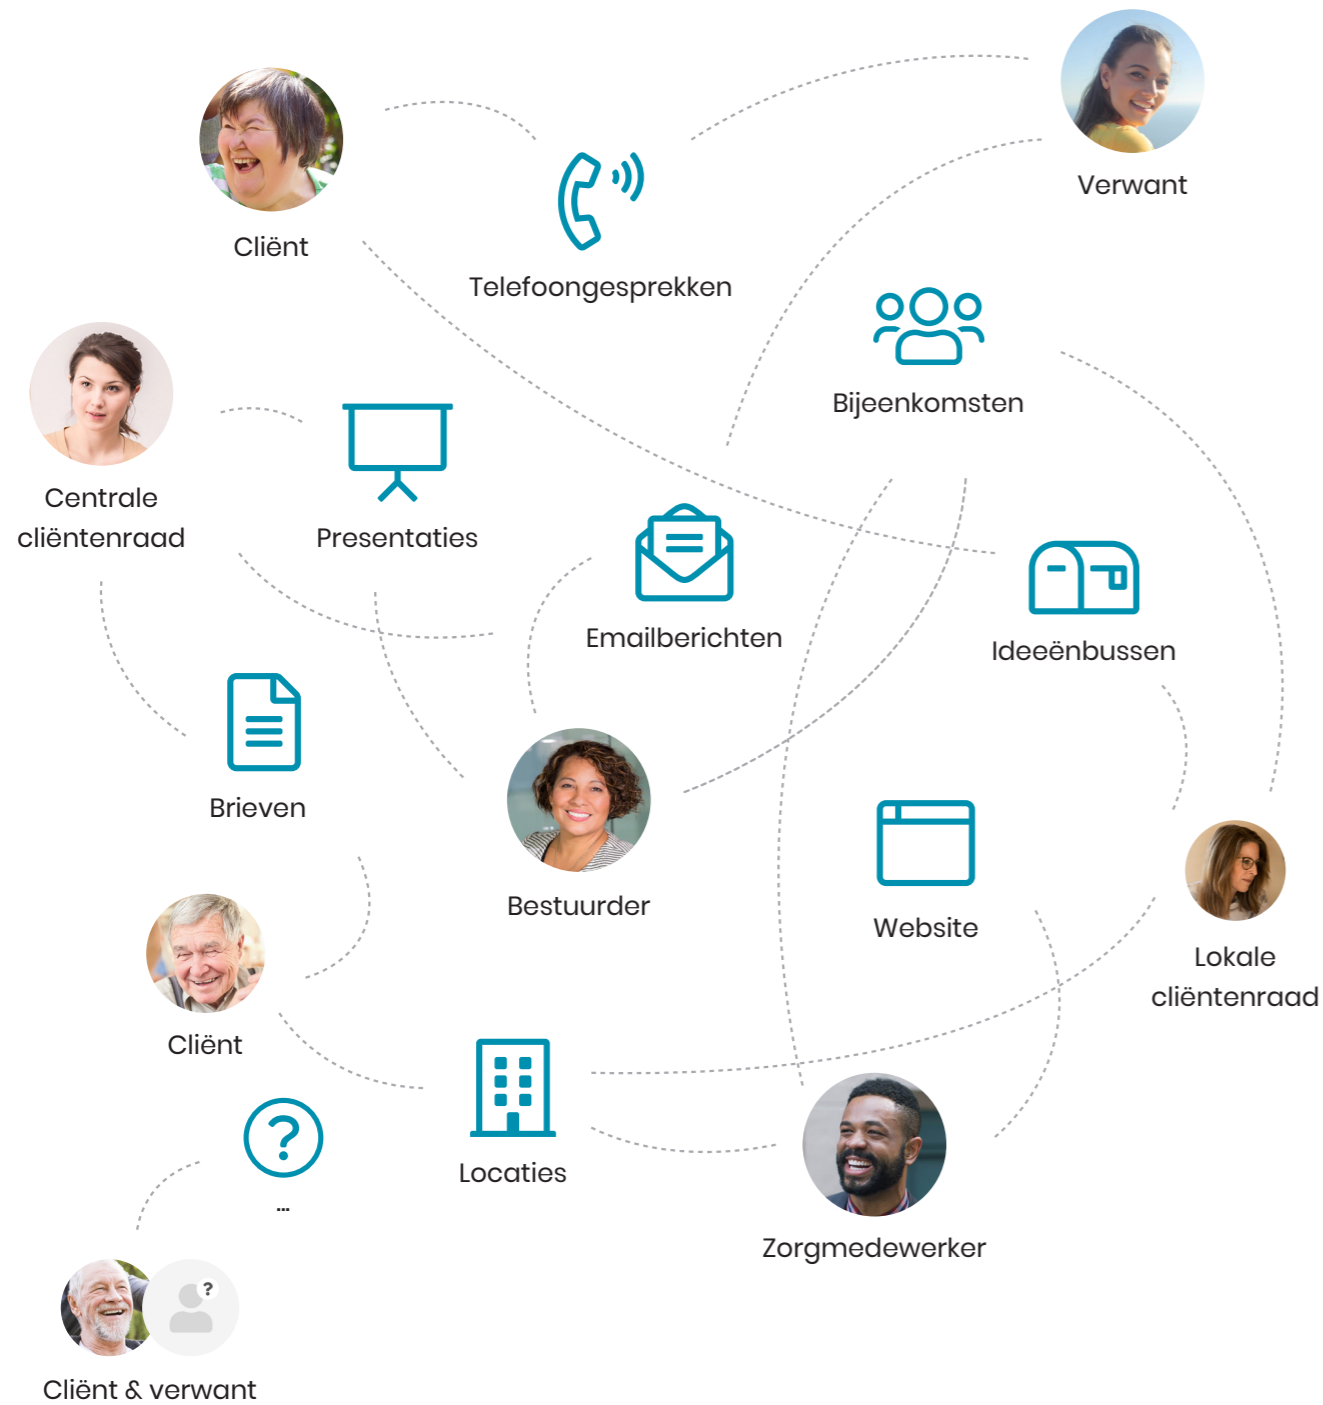 Verwant
Cliënt
Telefoongesprekken
Bijeenkomsten
Centrale
cliëntenraad
Presentaties
Emailberichten
Ideeënbussen
Brieven
Bestuurder
Website
Lokale
cliëntenraad
Cliënt
Locaties
...
Zorgmedewerker
Cliënt & verwant